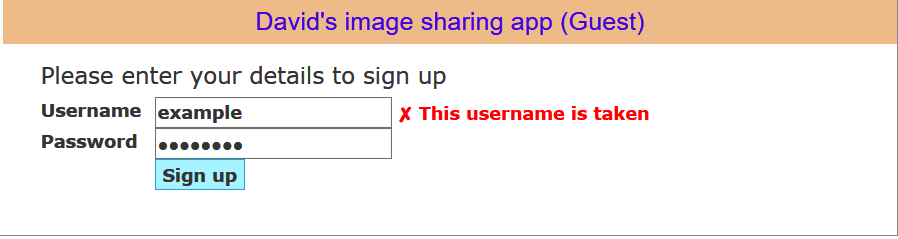 David's image sharing app (Guest)
Please enter your details to sign up
Username example ✘ This username is taken
Password ●●●●●●●●
Sign up